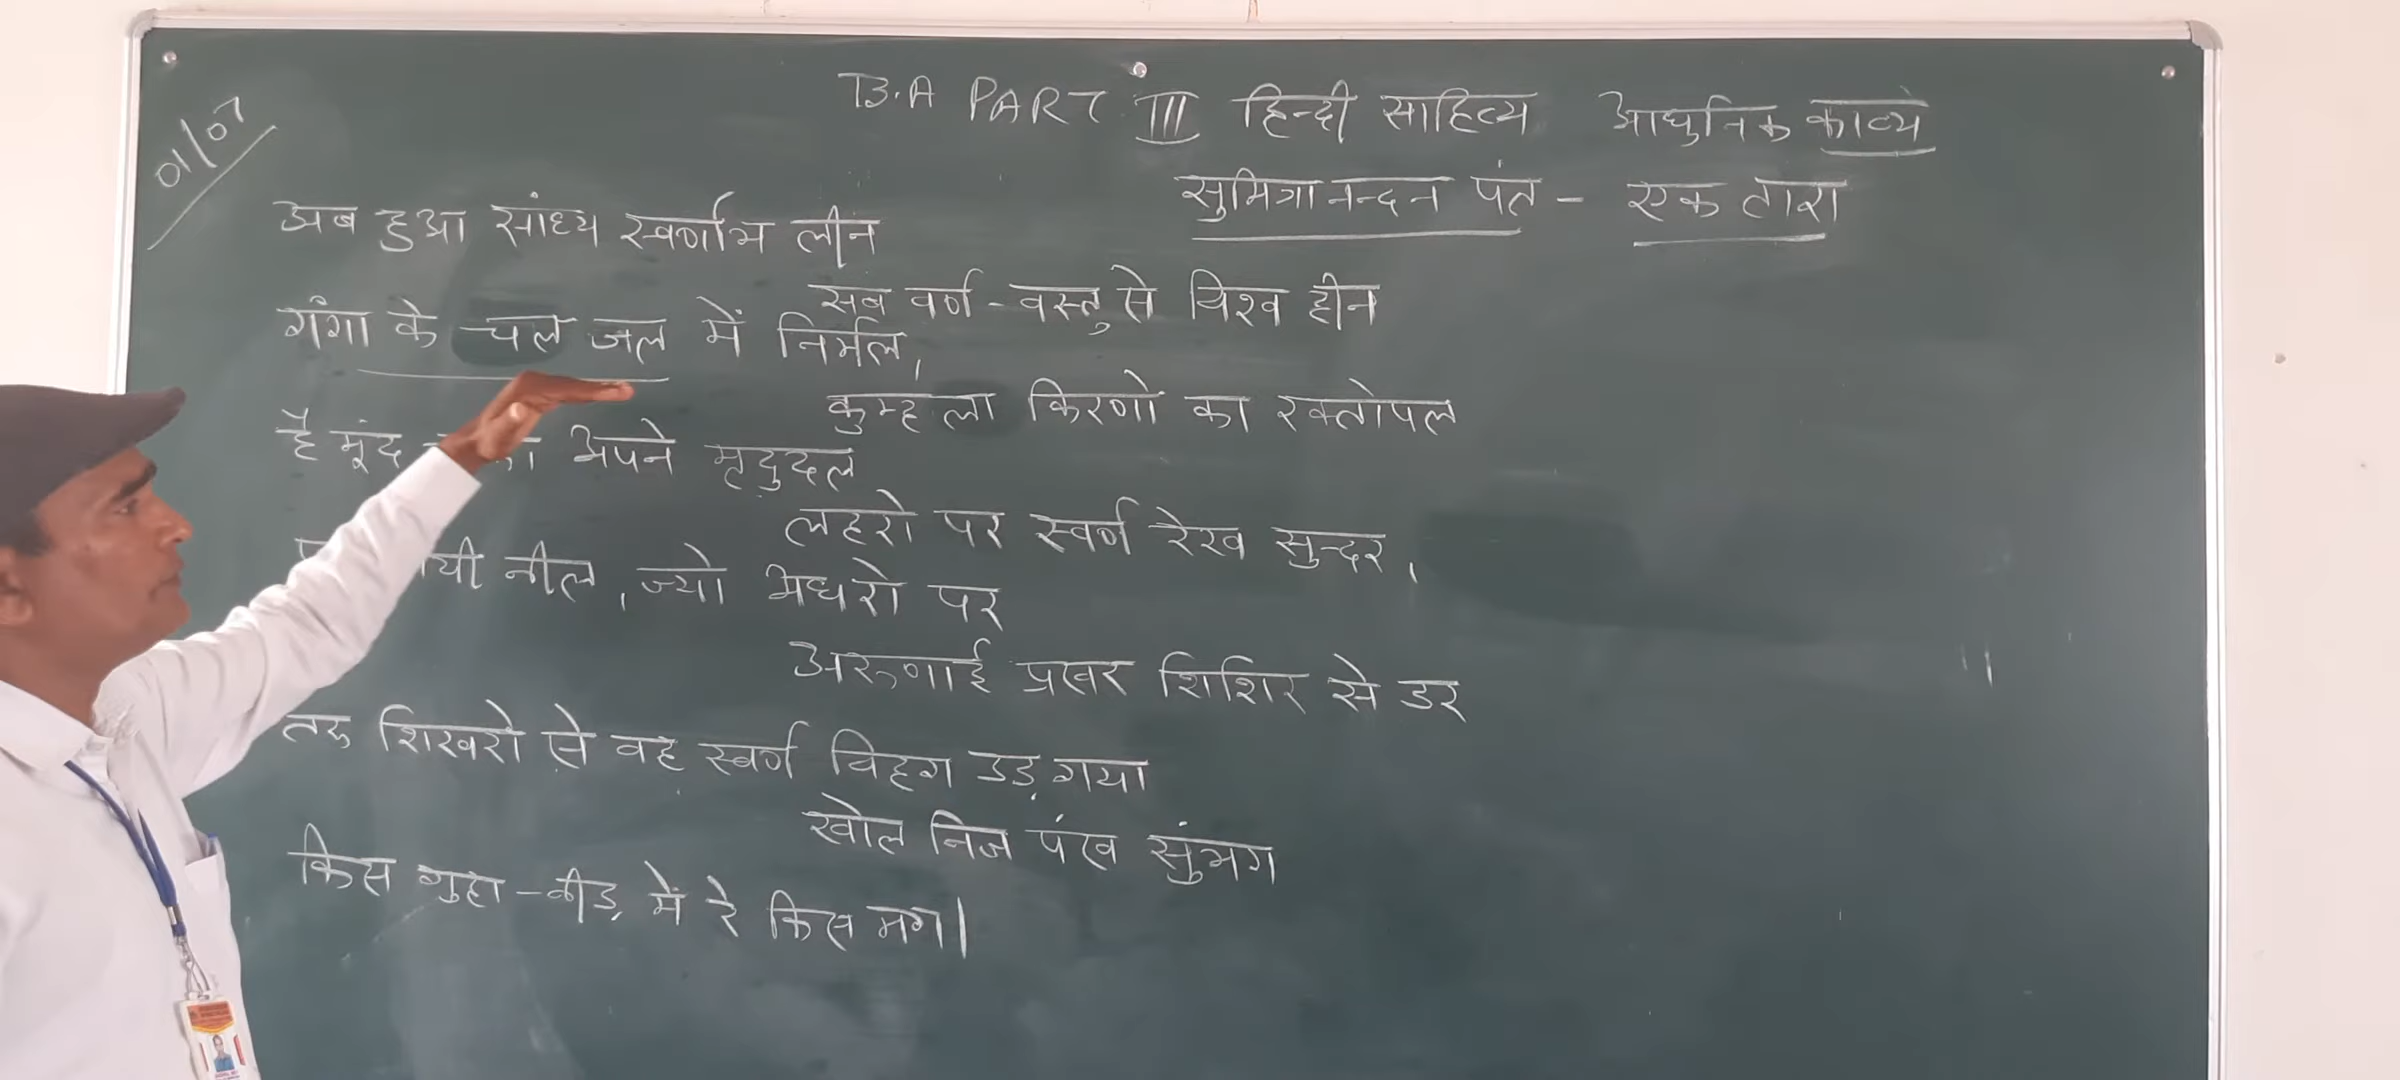 01/07
B.A PART III हिन्दी साहित्य आधुनिक काव्य
सुमित्रानन्दन पंत - एक तारा
अब हुआ सांध्य स्वर्णाभ लीन
सब वर्ण-वस्तु से विश्व हीन
गंगा के चल जल में निर्मल,
कुम्हला किरणो का रक्तोपल
है मूंद अपने मृदुदल
लहरो पर स्वर्ण रेख सुन्दर,
नील, ज्यो अधरो पर
अरुणाई प्रखर शिशिर से डर
तरु शिखरो से वह स्वर्ण विहग उड़ गया
खोल निज पंख सुंभग
किस गुहा-नीड़ में रे किस मग।